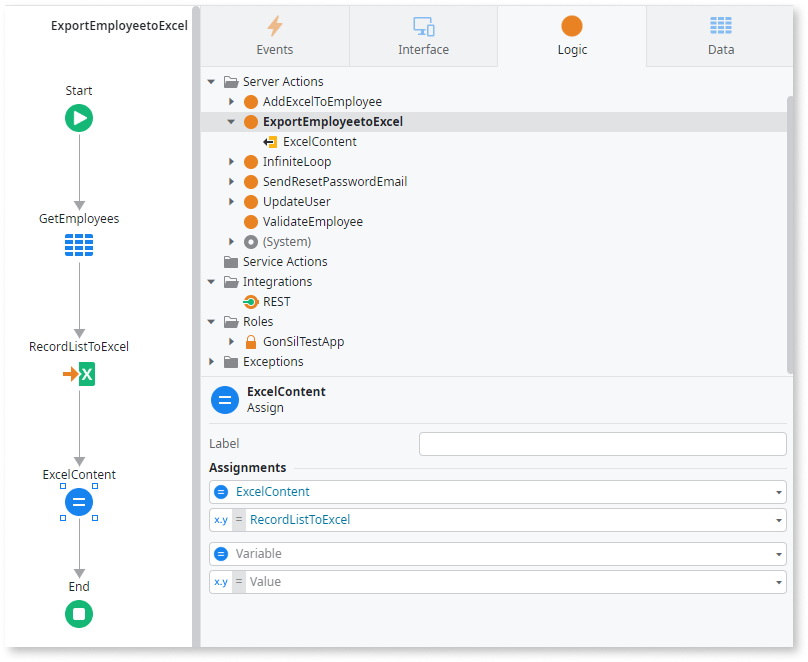 ExportEmployeetoExcel
Start
GetEmployees
RecordListToExcel
X
ExcelContent
End
Events
Interface
Logic
Data
Server Actions
AddExcelToEmployee
ExportEmployeetoExcel
ExcelContent
InfiniteLoop
SendResetPasswordEmail
UpdateUser
ValidateEmployee
(System)
Service Actions
Integrations
REST
Roles
GonSilTestApp
Exceptions
ExcelContent
Assign
Label
Assignments
ExcelContent
x.y = RecordListToExcel
Variable
x.y = Value